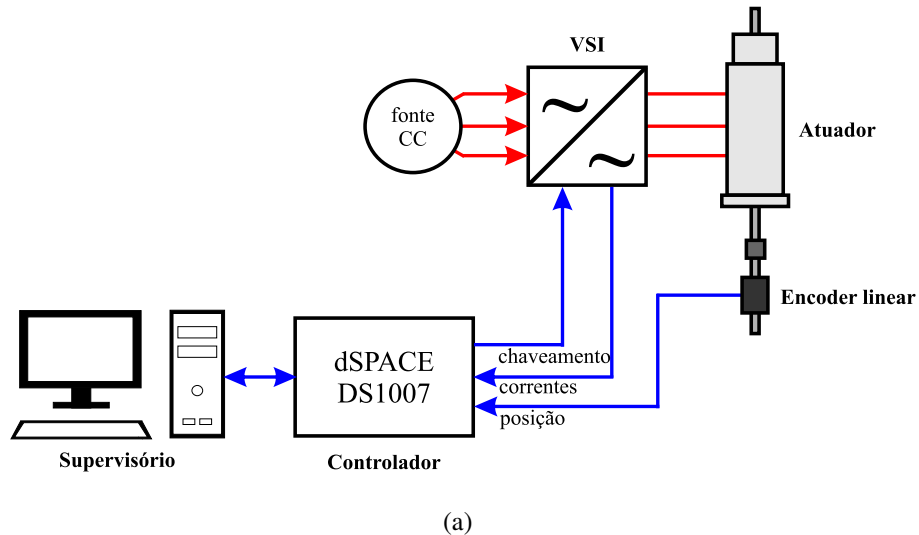 VSI
fonte
CC
Atuador
Encoder linear
chaveamento
dSPACE
DS1007
correntes
posição
Supervisório
Controlador
(a)